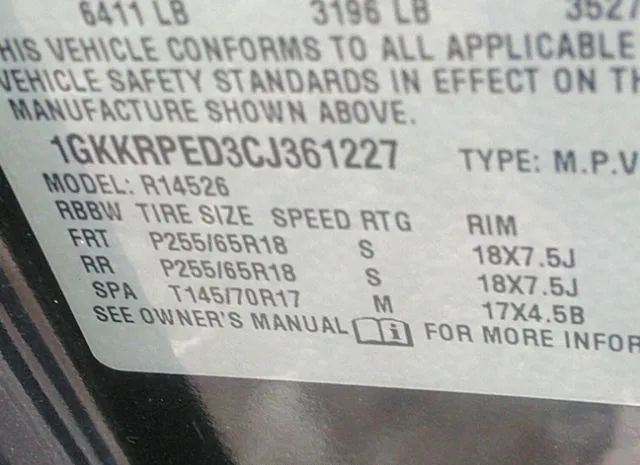 6411 LB 3196 LB 3527
HIS VEHICLE CONFORMS TO ALL APPLICABLE
VEHICLE SAFETY STANDARDS IN EFFECT ON TH
MANUFACTURE SHOWN ABOVE.
1GKKRPED3CJ361227 TYPE: M.P.V
MODEL: R14526
RBBW TIRE SIZE SPEED RTG RIM
FRT P255/65R18 S 18X7.5J
RR P255/65R18 S 18X7.5J
SPA T145/70R17 M 17X4.5B
SEE OWNER'S MANUAL i FOR MORE INFOR